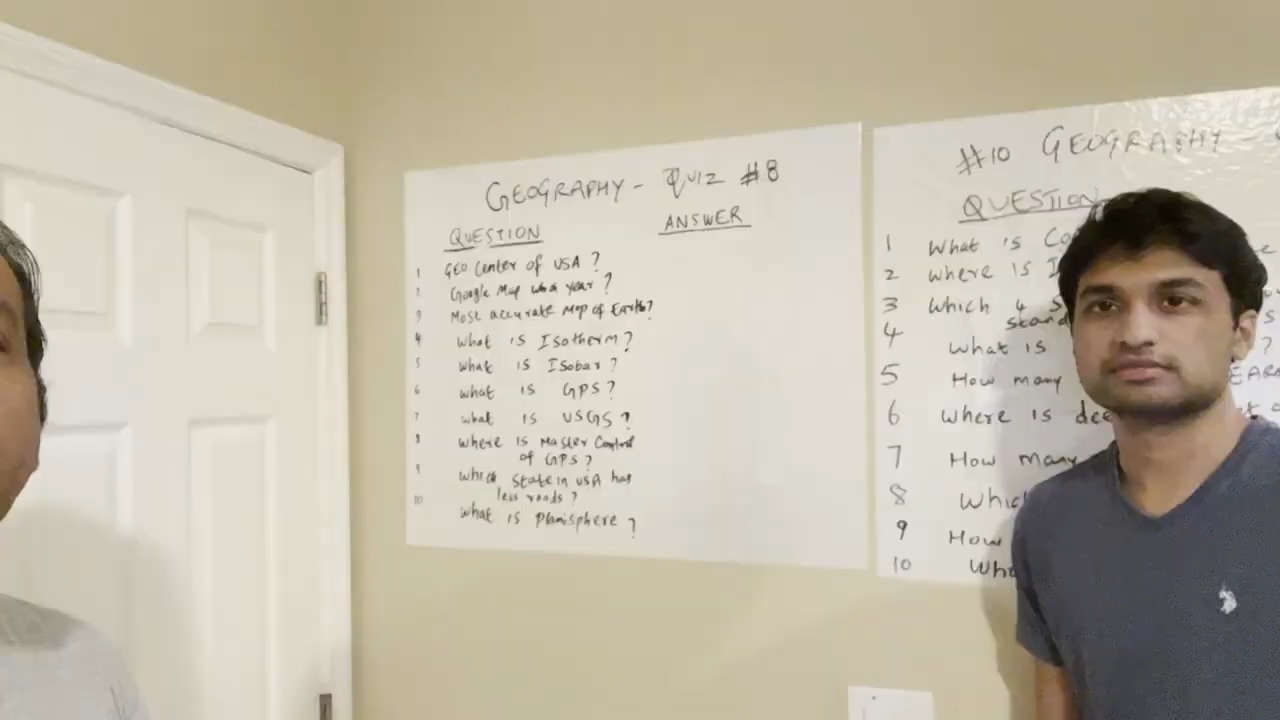 GEOGRAPHY - QUIZ #8
QUESTION ANSWER
1 GEO Center of USA ?
2 Google Map what year ?
3 Most accurate Map of Earth?
4 What is Isotherm?
5 What is Isobar ?
6 What is GPS?
7 What is USGS ?
8 Where is Master Control
of GPS ?
9 Which State in USA has
less roads ?
10 What is Planisphere ?
#10 GEOGRAPHY
QUESTION
1 What is
2 Where is
3 Which 4
stand
4 What is ?
5 How many
6 Where is
7 How many
8 Which
9 How
10